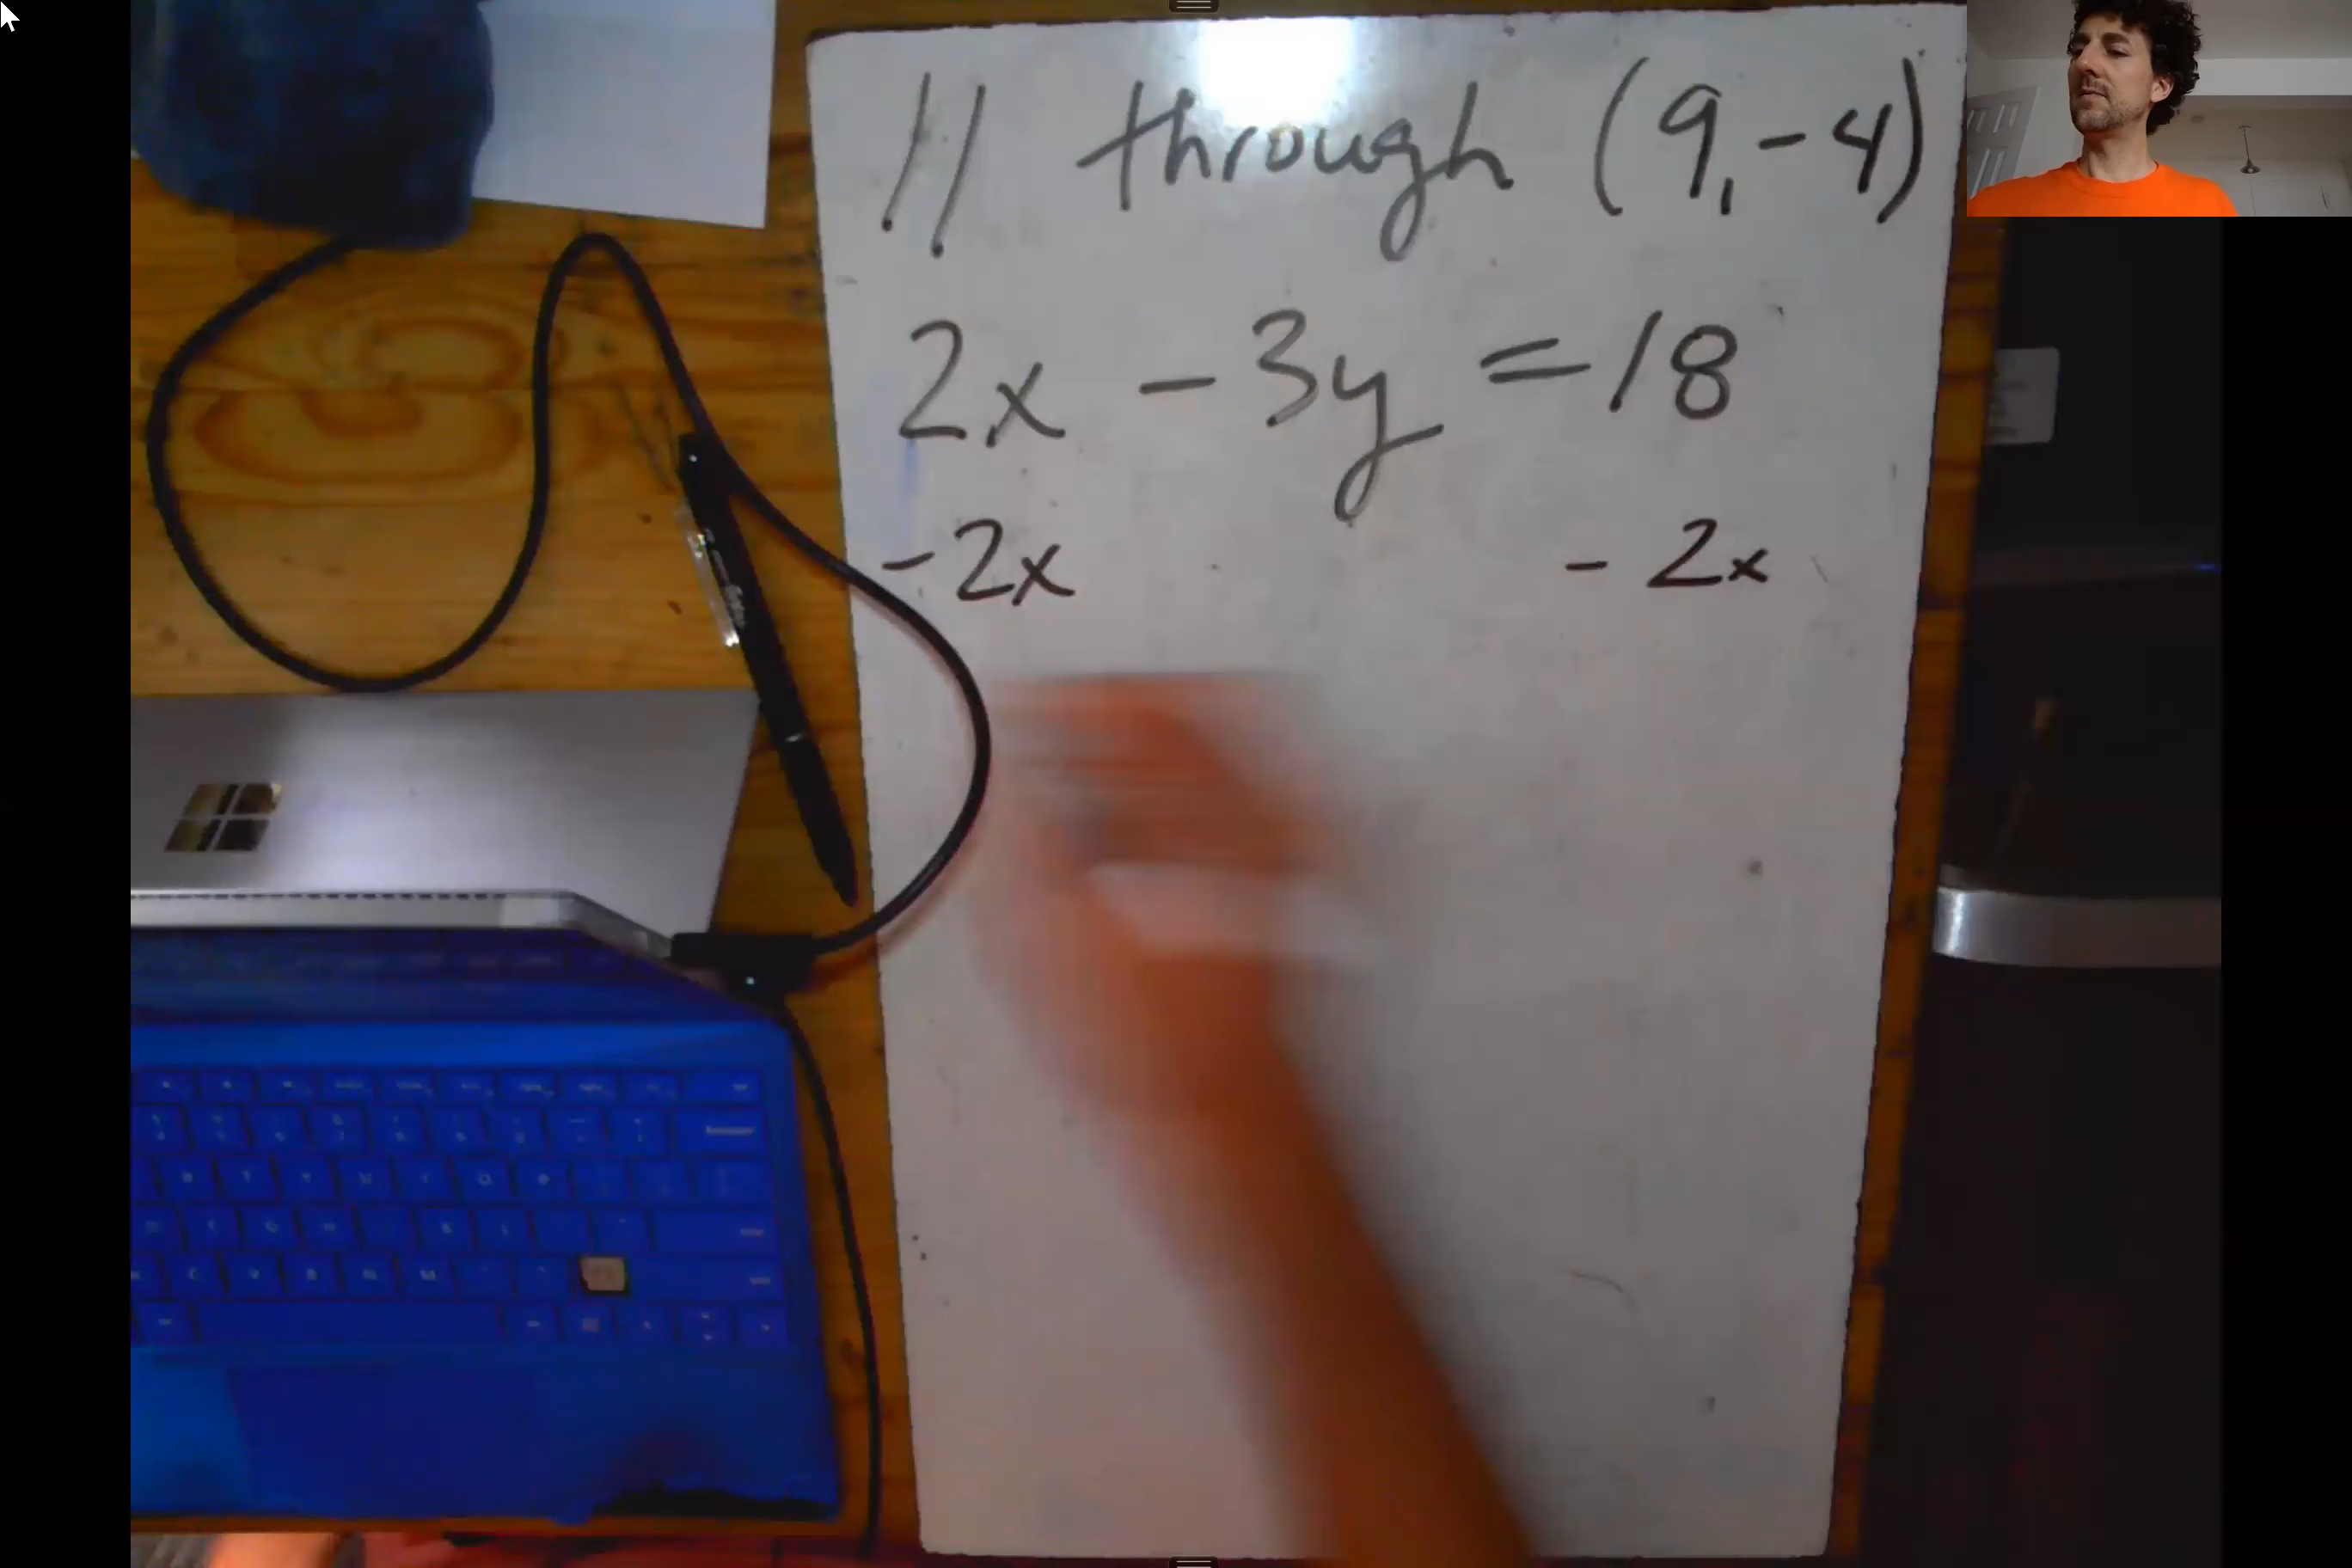 // through (9,-4)
2x - 3y = 18
-2x - 2x